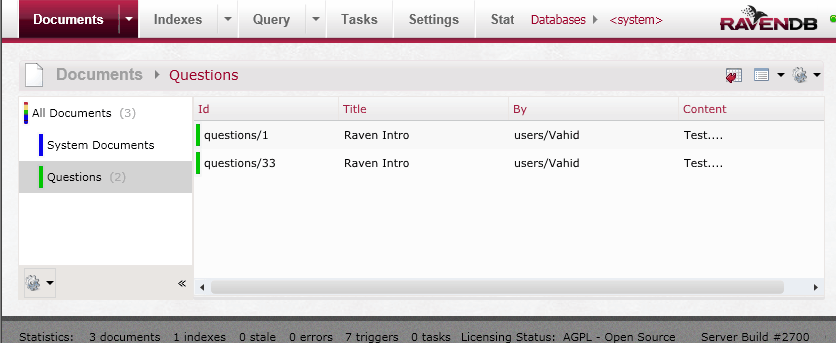 Documents Indexes Query Tasks Settings Stat Databases <system> RAVENDB
Documents Questions
All Documents (3)
System Documents
Questions (2)
Id Title By Content
questions/1 Raven Intro users/Vahid Test....
questions/33 Raven Intro users/Vahid Test....
«
Statistics: 3 documents 1 indexes 0 stale 0 errors 7 triggers 0 tasks Licensing Status: AGPL - Open Source Server Build #2700